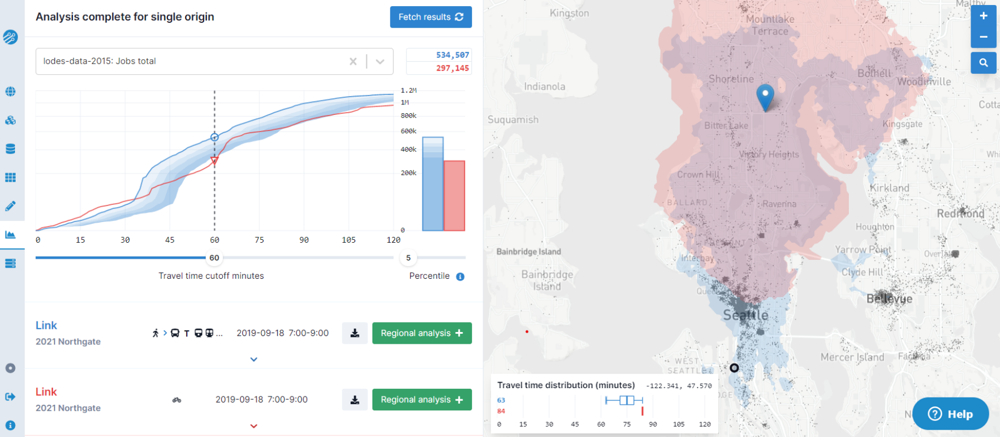 Analysis complete for single origin
Fetch results
lodes-data-2015: Jobs total
534,507
297,145
1.2M
1M
800k
600k
400k
200k
0
0 15 30 45 60 75 90 105 120
60
5
Travel time cutoff minutes
Percentile
Link
2021 Northgate
T
...
2019-09-18 7:00-9:00
Regional analysis +
Link
2021 Northgate
2019-09-18 7:00-9:00
Regional analysis +
Kingston
Mountlake
Terrace
Maltby
+
−
Indianola
Shoreline
Bothell
Woodinville
Cotta
Suquamish
Bitter Lake
Kingsgate
Victory Heights
Whi
Crown Hill
Kirkland
BALLARD
Ravenna
Redmond
Houghton
FREMONT
Bainbridge Island
Interbay
Yarrow Point
Overlake
Bainbridge
Island
Clyde Hill
Que
Bellevue
Seattle
WEST
SEATTLE
Mercer Island
Factoria
Travel time distribution (minutes)
-122.341, 47.570
63
84
0 15 30 45 60 75 90 105 120
DGE
N
Help